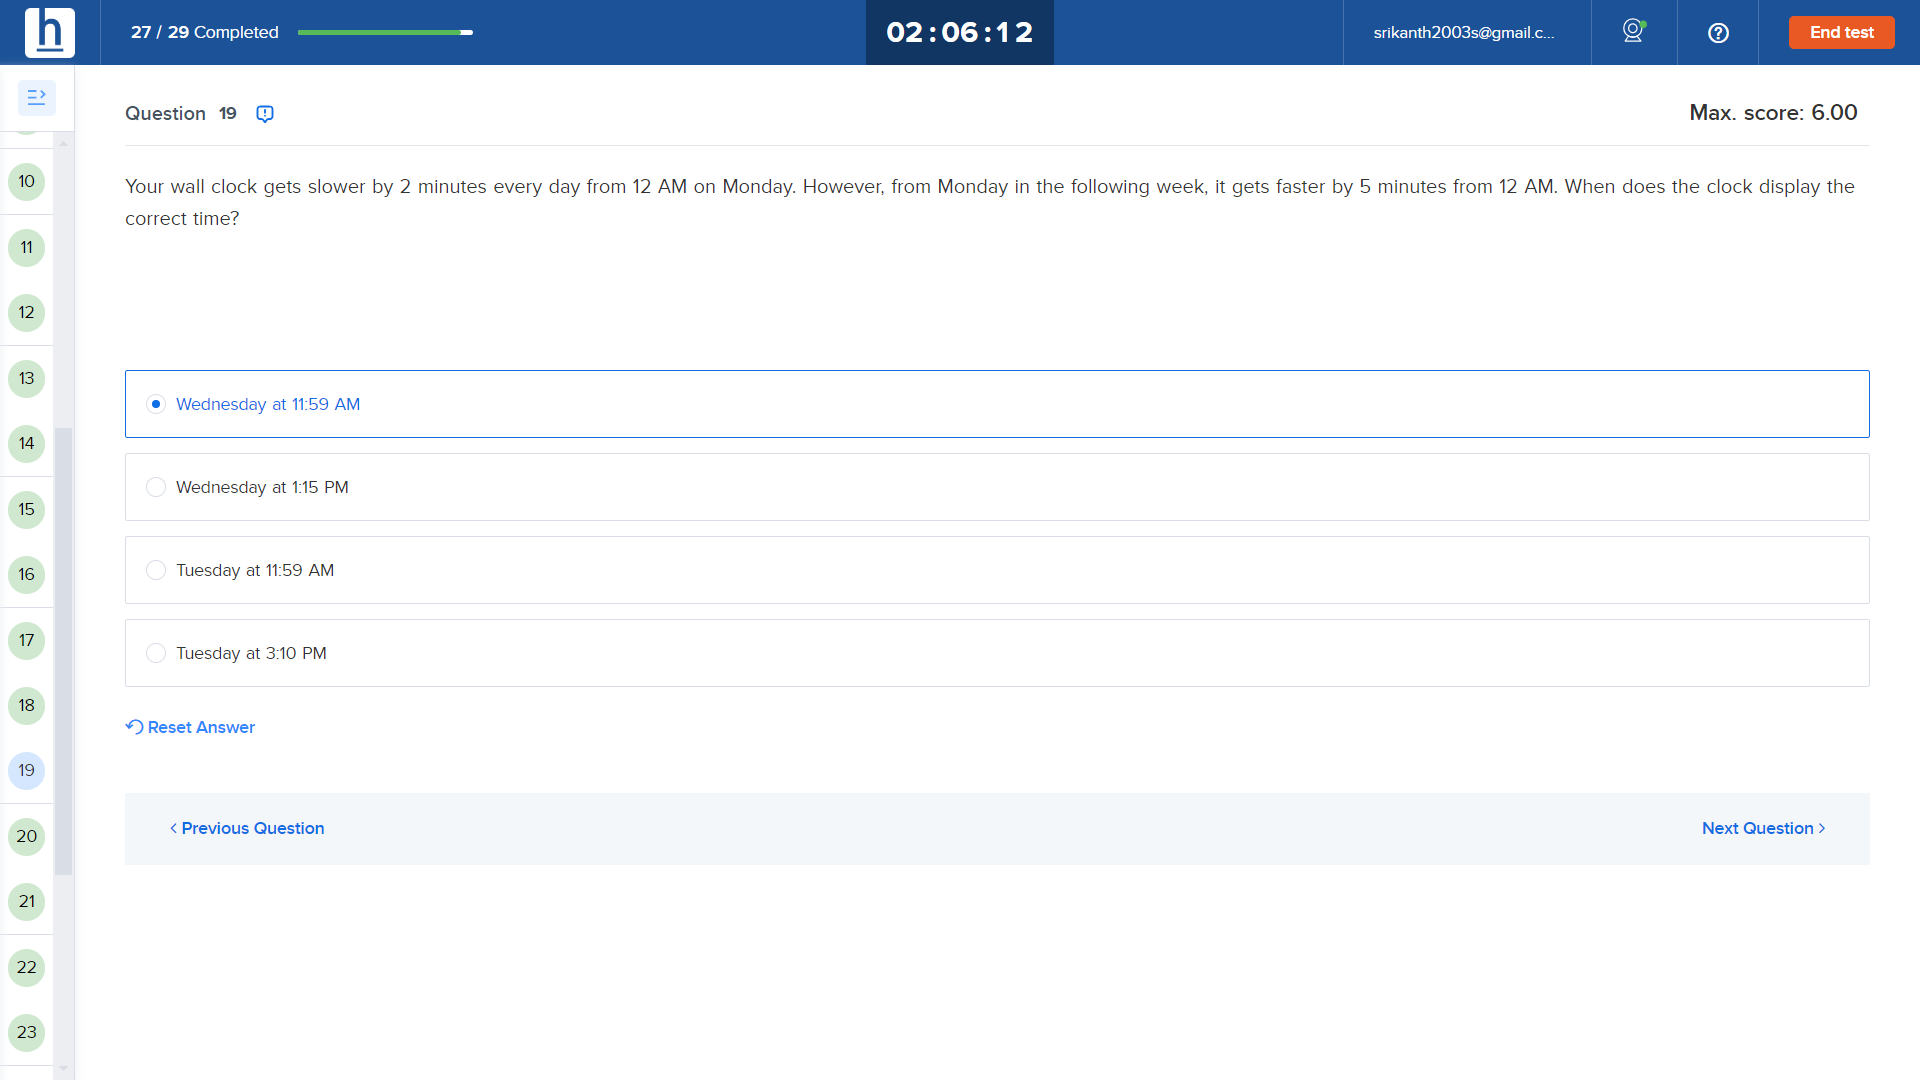 h
27 / 29 Completed
02:06:12
srikanth2003s@gmail.c...
End test
Question 19
Max. score: 6.00
Your wall clock gets slower by 2 minutes every day from 12 AM on Monday. However, from Monday in the following week, it gets faster by 5 minutes from 12 AM. When does the clock display the
correct time?
Wednesday at 11:59 AM
Wednesday at 1:15 PM
Tuesday at 11:59 AM
Tuesday at 3:10 PM
Reset Answer
Previous Question
Next Question
10
11
12
13
14
15
16
17
18
19
20
21
22
23